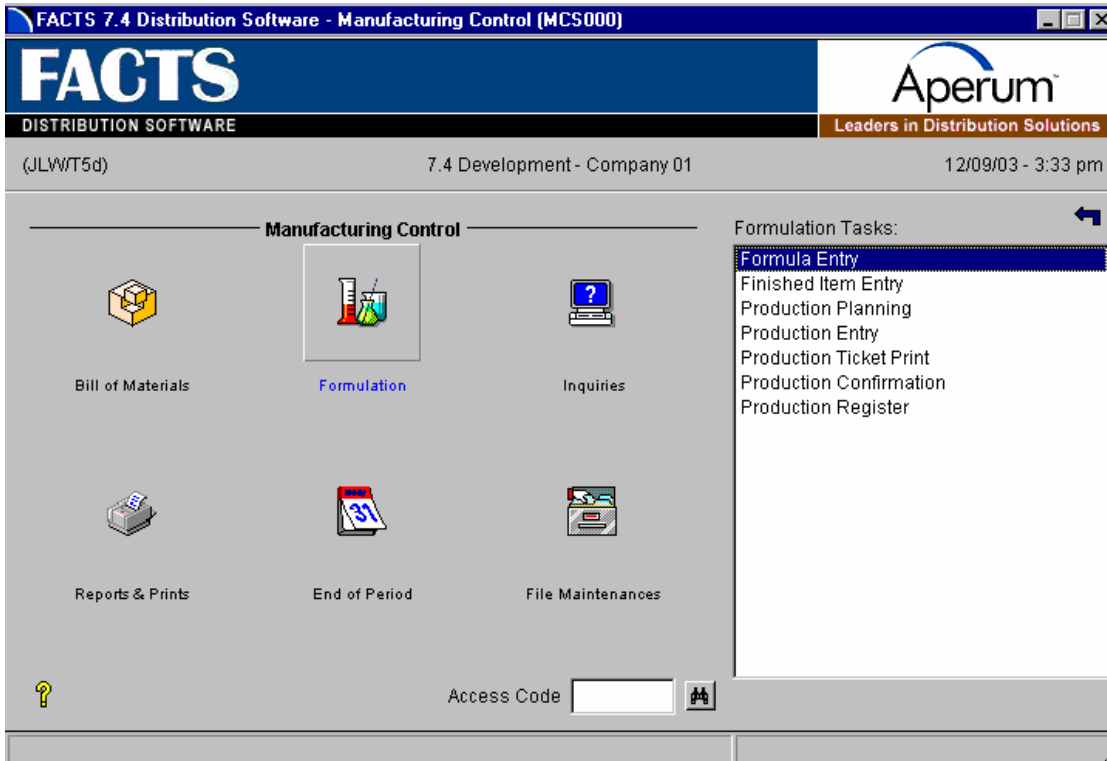 FACTS 7.4 Distribution Software - Manufacturing Control (MCS000)
FACTS
DISTRIBUTION SOFTWARE
Aperum™
Leaders in Distribution Solutions
(JLW/T5d)
7.4 Development - Company 01
12/09/03 - 3:33 pm
Manufacturing Control
Bill of Materials
Formulation
?
Inquiries
Reports & Prints
31
End of Period
File Maintenances
Formulation Tasks:
Formula Entry
Finished Item Entry
Production Planning
Production Entry
Production Ticket Print
Production Confirmation
Production Register
?
Access Code